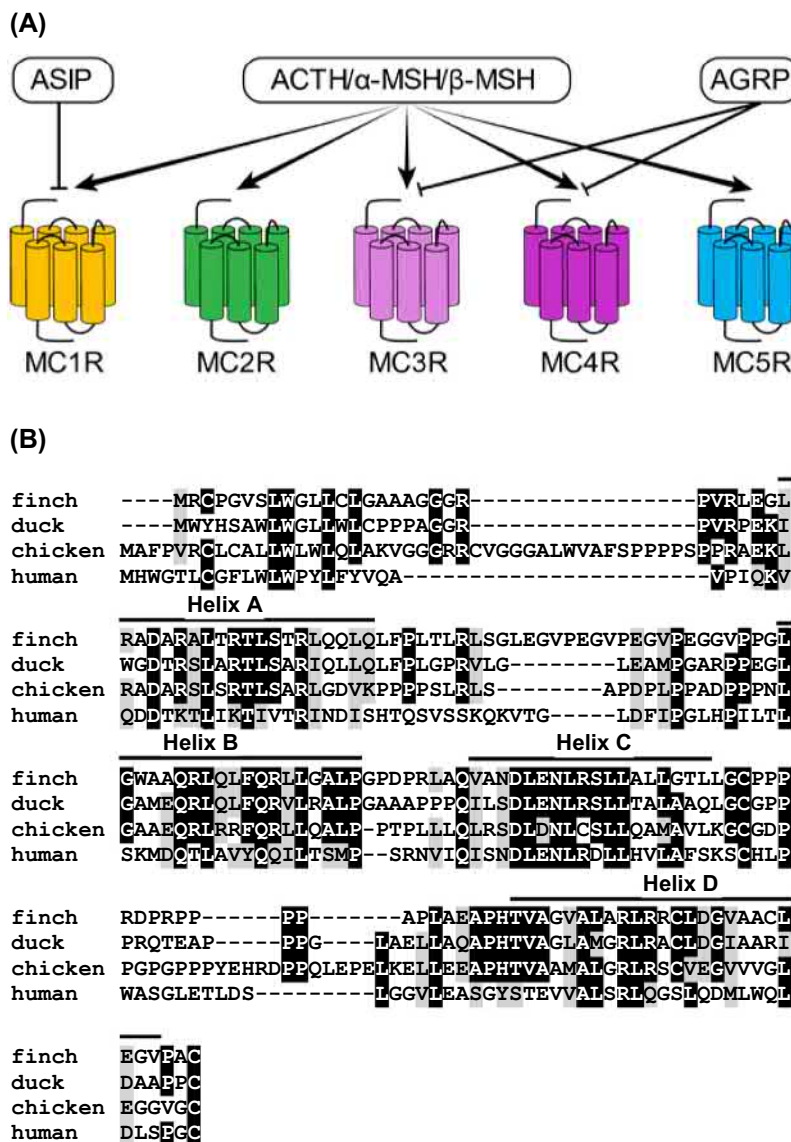 (A)
ASIP ACTH/α-MSH/β-MSH AGRP
MC1R MC2R MC3R MC4R MC5R
(B)
finch ----MRCPGVSLWGLLCLGAAAGGGR-----------------PVRLEGL
duck ----MWYHSAWLWGLLWLCPPPAGGR-----------------PVRPEKI
chicken MAFPVRCLCALLWLWLQLAKVGGGRRCVGGGALWVAFSPPPPSPPRAEKL
human MHWGTLCGFLWLWPYLFYVQA-----------------------VPIQKV
Helix A
finch RADARALTRTLSTRLQQLQLFPLTLRLSGLEGVPEGVPEGVPEGGVPPGL
duck WGDTRSLARTLSARIQLLQLFPLGPRVLG--------LEAMPGARPPEGL
chicken RADARSLSRTLSARLGDVKPPPPSLRLS---------APDPLPPADPPPNL
human QDDTKTLIKTIVTRINDISHTQSVSSKQKVTG-----LDFIPGLHPILTL
Helix B Helix C
finch GWAAQRLQLFQRLLGALPGPDPRLAQVANDLENLRSLLALLGTLLGCPPP
duck GAMEQRLQLFQRVLRALPGAAAPPPQILSDLENLRSLLTALAAQLGCGPP
chicken GAAEQRLRRFQRLLQALP-PTPLLLQLRSDLDNLCSLLQAMAVLKGCGDP
human SKMDQTLAVYQQILTSMP--SRNVIQISNDLENLRDLLHVLAFSKSCHLP
Helix D
finch RDPRPP------PP-------APLAEAPHTVAGVALARLRRCLDGVAACL
duck PRQTEAP-----PPG----LAELLAQAPHTVAGLAMGRLRACLDGIAARI
chicken PGPGPPPYEHRDPPQLEPELKELLEEAPHTVAAMALGRLRSCVEGVVVGL
human WASGLETLDS---------LGGVLEASGYSTEVVALSRLQGSLQDMLWQL
finch EGVPAC
duck DAAPPC
chicken EGGVGC
human DLSPGC